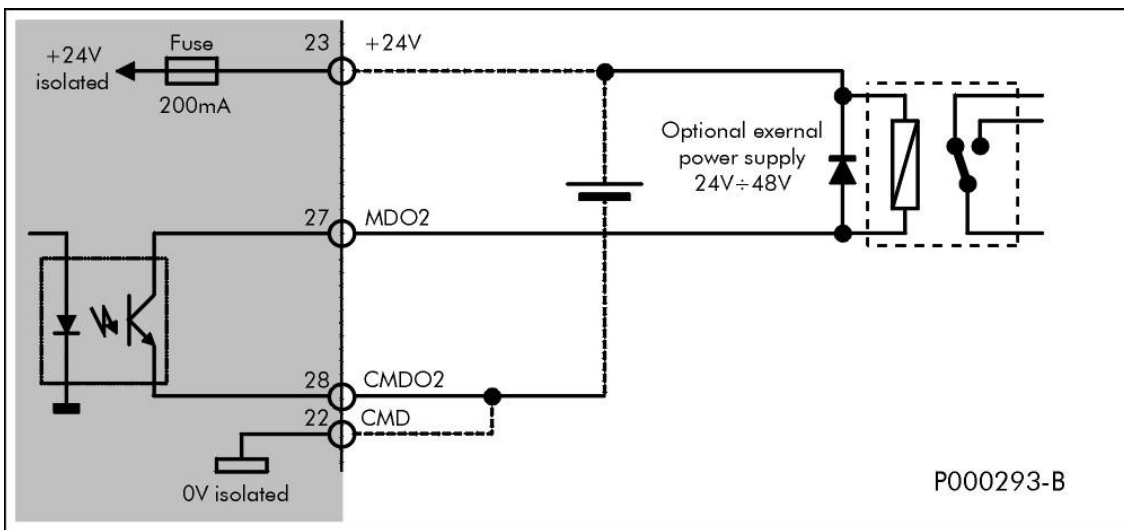 Fuse
23
+24V
+24V
isolated
200mA
Optional exernal
power supply
24V÷48V
27
MDO2
28
CMDO2
22
CMD
0V isolated
P000293-B